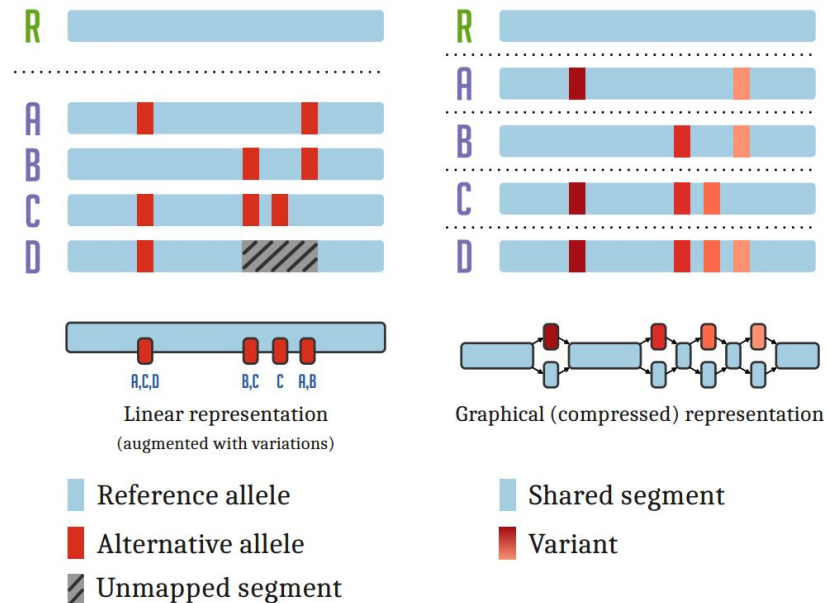 R
A
B
C
D
A,C,D
B,C
C
A,B
Linear representation
(augmented with variations)
Reference allele
Alternative allele
Unmapped segment
R
A
B
C
D
Graphical (compressed) representation
Shared segment
Variant